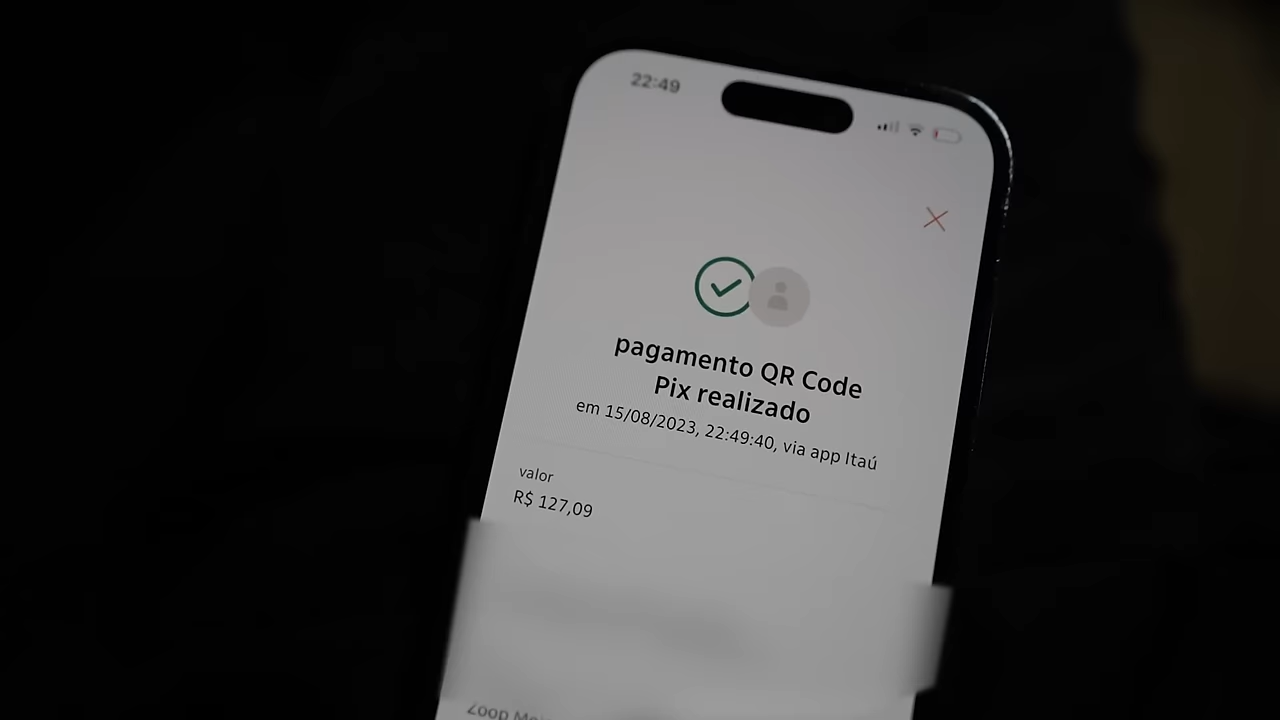 22:49
pagamento QR Code
Pix realizado
em 15/08/2023, 22:49:40, via app Itaú
valor
R$ 127,09
Zoop